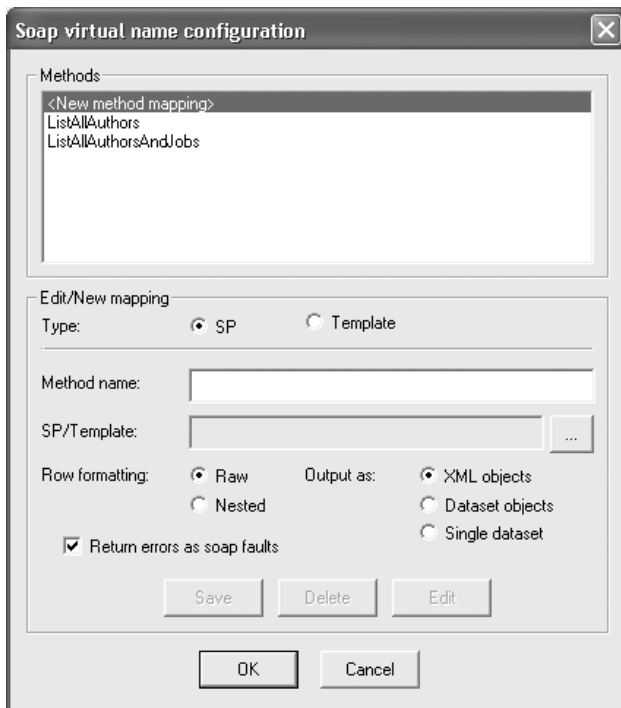 Soap virtual name configuration
Methods
<New method mapping>
ListAllAuthors
ListAllAuthorsAndJobs
Edit/New mapping
Type: SP Template
Method name:
SP/Template: ...
Row formatting: Raw Output as: XML objects
Nested Dataset objects
Single dataset
Return errors as soap faults
Save Delete Edit
OK Cancel